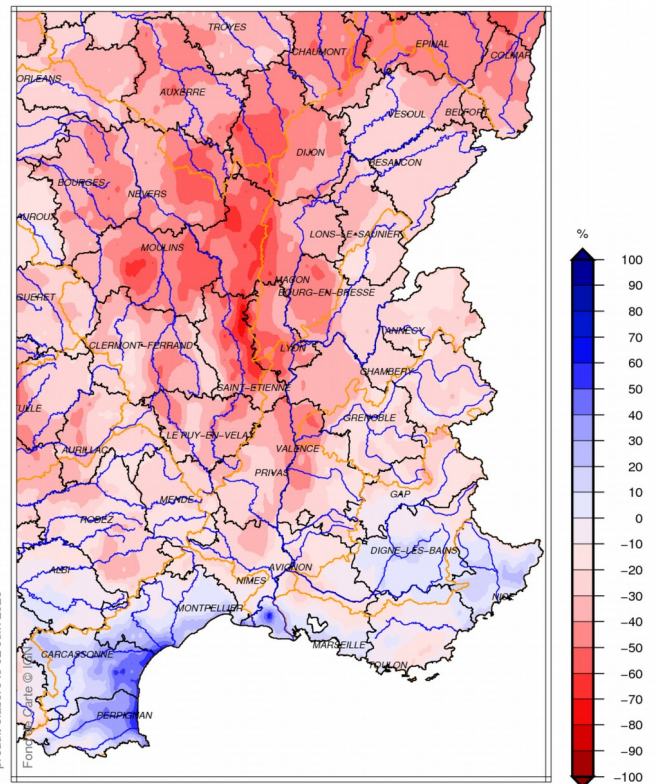 TROYES
CHAUMONT
EPINAL
COLMAR
ORLEANS
AUXERRE
VESOUL
BELFORT
DIJON
BESANCON
BOURGES
NEVERS
AUROUX
LONS-LE-SAUNIER
MOULINS
MACON
BOURG-EN-BRESSE
GUERET
ANNECY
CLERMONT-FERRAND
LYON
CHAMBERY
SAINT-ETIENNE
TULLE
GRENOBLE
LE PUY-EN-VELAY
AURILLAC
VALENCE
PRIVAS
MENDE
GAP
RODEZ
DIGNE-LES-BAINS
ALBI
AVIGNON
NIMES
NICE
MONTPELLIER
MARSEILLE
CARCASSONNE
TOULON
PERPIGNAN
Fond de Carte © IGN
%
100
90
80
70
60
50
40
30
20
10
0
−10
−20
−30
−40
−50
−60
−70
−80
−90
−100